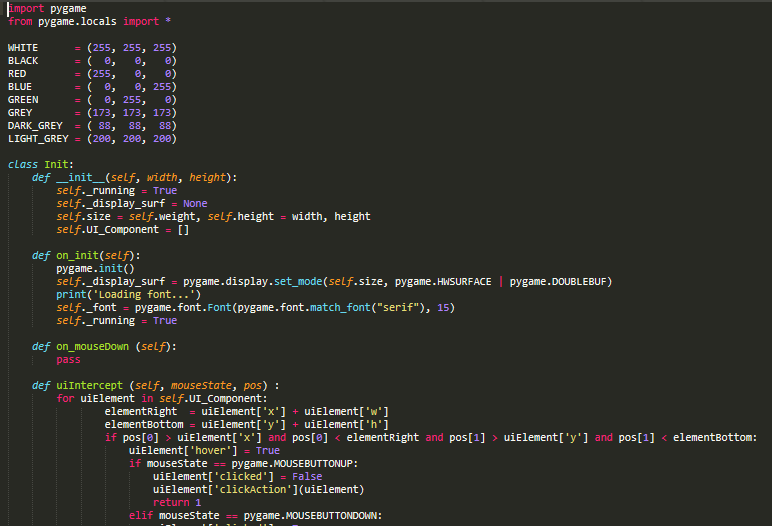 import pygame
from pygame.locals import *

WHITE      = (255, 255, 255)
BLACK      = (  0,   0,   0)
RED        = (255,   0,   0)
BLUE       = (  0,   0, 255)
GREEN      = (  0, 255,   0)
GREY       = (173, 173, 173)
DARK_GREY  = ( 88,  88,  88)
LIGHT_GREY = (200, 200, 200)

class Init:
    def __init__(self, width, height):
        self._running = True
        self._display_surf = None
        self.size = self.weight, self.height = width, height
        self.UI_Component = []

    def on_init(self):
        pygame.init()
        self._display_surf = pygame.display.set_mode(self.size, pygame.HWSURFACE | pygame.DOUBLEBUF)
        print('Loading font...')
        self._font = pygame.font.Font(pygame.font.match_font("serif"), 15)
        self._running = True

    def on_mouseDown (self):
        pass

    def uiIntercept (self, mouseState, pos) :
        for uiElement in self.UI_Component:
                elementRight  = uiElement['x'] + uiElement['w']
                elementBottom = uiElement['y'] + uiElement['h']
                if pos[0] > uiElement['x'] and pos[0] < elementRight and pos[1] > uiElement['y'] and pos[1] < elementBottom:
                    uiElement['hover'] = True
                    if mouseState == pygame.MOUSEBUTTONUP:
                        uiElement['clicked'] = False
                        uiElement['clickAction'](uiElement)
                        return 1
                    elif mouseState == pygame.MOUSEBUTTONDOWN: